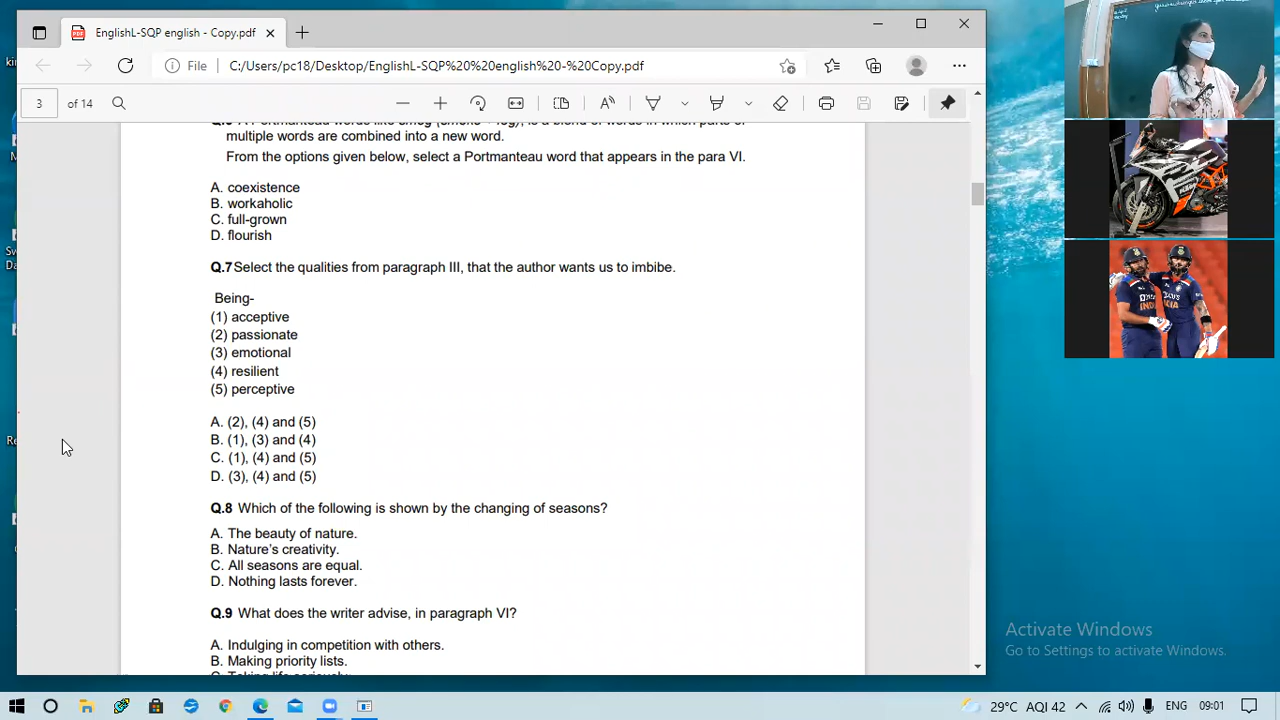 EnglishL-SQP english - Copy.pdf
File
C:/Users/pc18/Desktop/EnglishL-SQP%20%20english%20-%20Copy.pdf
3 of 14
multiple words are combined into a new word.
From the options given below, select a Portmanteau word that appears in the para VI.
A. coexistence
B. workaholic
C. full-grown
D. flourish
Q.7Select the qualities from paragraph III, that the author wants us to imbibe.
Being-
(1) acceptive
(2) passionate
(3) emotional
(4) resilient
(5) perceptive
A. (2), (4) and (5)
B. (1), (3) and (4)
C. (1), (4) and (5)
D. (3), (4) and (5)
Q.8 Which of the following is shown by the changing of seasons?
A. The beauty of nature.
B. Nature's creativity.
C. All seasons are equal.
D. Nothing lasts forever.
Q.9 What does the writer advise, in paragraph VI?
A. Indulging in competition with others.
B. Making priority lists.
Activate Windows
Go to Settings to activate Windows.
29°C AQI 42
ENG
09:01